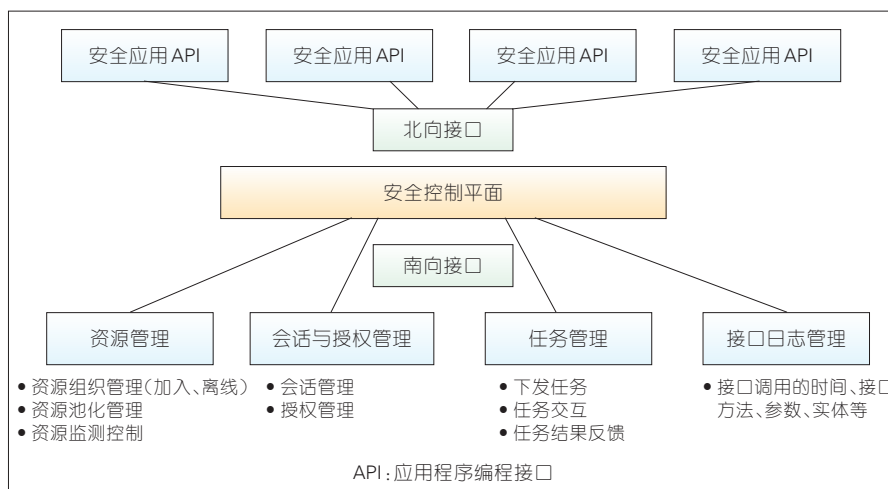 安全应用API 安全应用API 安全应用API 安全应用API
北向接口
安全控制平面
南向接口
资源管理 会话与授权管理 任务管理 接口日志管理
• 资源组织管理(加入、离线)
• 资源池化管理
• 资源监测控制
• 会话管理
• 授权管理
• 下发任务
• 任务交互
• 任务结果反馈
• 接口调用的时间、接口
方法、参数、实体等
API:应用程序编程接口